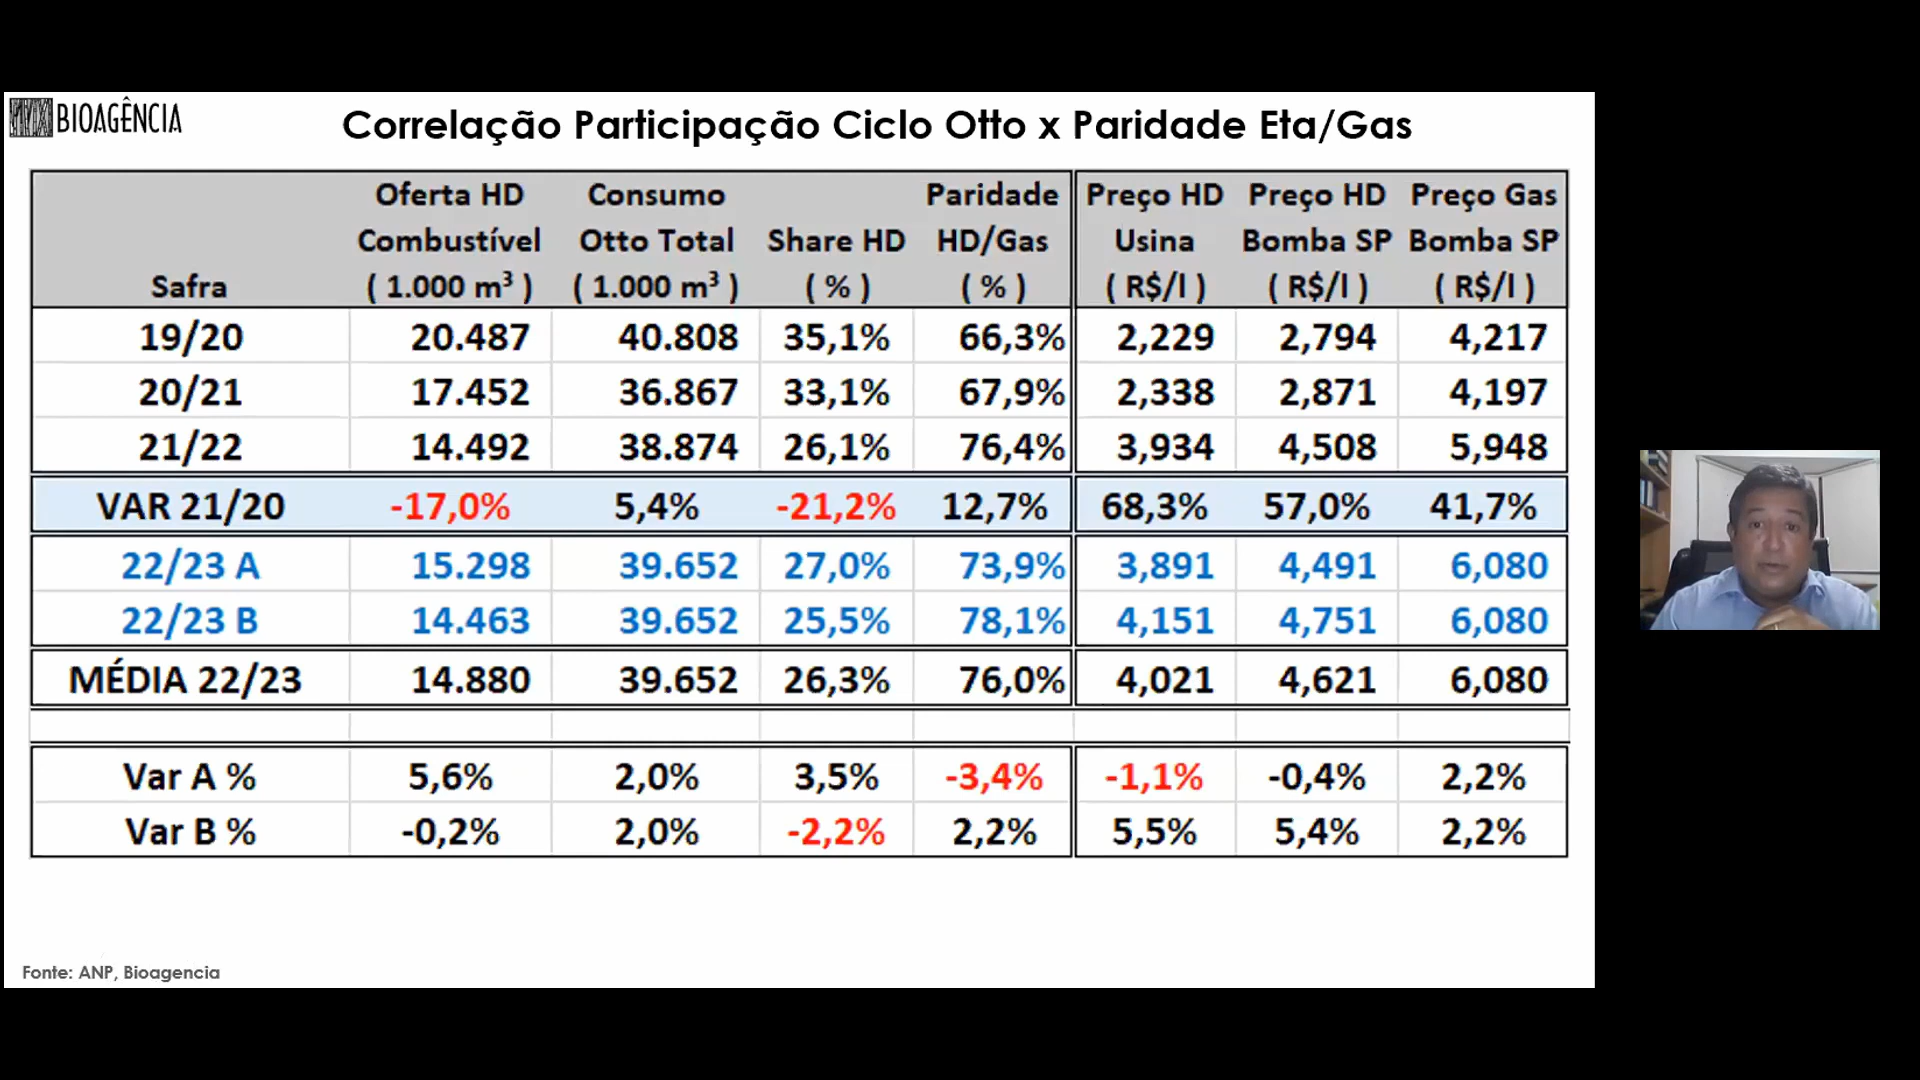 BIOAGÊNCIA
Correlação Participação Ciclo Otto x Paridade Eta/Gas
Safra Oferta HD Combustível ( 1.000 m³ ) Consumo Otto Total ( 1.000 m³ ) Share HD ( % ) Paridade HD/Gas ( % ) Preço HD Usina ( R$/l ) Preço HD Bomba SP ( R$/l ) Preço Gas Bomba SP ( R$/l )
19/20 20.487 40.808 35,1% 66,3% 2,229 2,794 4,217
20/21 17.452 36.867 33,1% 67,9% 2,338 2,871 4,197
21/22 14.492 38.874 26,1% 76,4% 3,934 4,508 5,948
VAR 21/20 -17,0% 5,4% -21,2% 12,7% 68,3% 57,0% 41,7%
22/23 A 15.298 39.652 27,0% 73,9% 3,891 4,491 6,080
22/23 B 14.463 39.652 25,5% 78,1% 4,151 4,751 6,080
MÉDIA 22/23 14.880 39.652 26,3% 76,0% 4,021 4,621 6,080
Var A % 5,6% 2,0% 3,5% -3,4% -1,1% -0,4% 2,2%
Var B % -0,2% 2,0% -2,2% 2,2% 5,5% 5,4% 2,2%
Fonte: ANP, Bioagencia